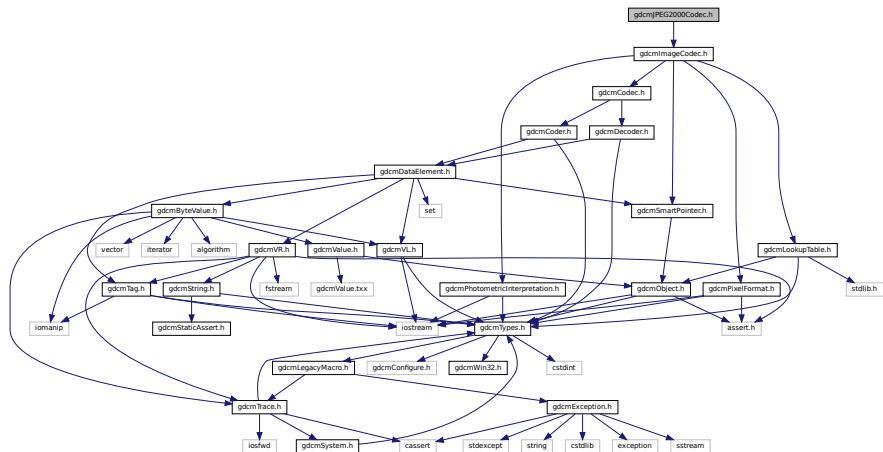 gdcmJPEG2000Codec.h
gdcmImageCodec.h
gdcmCodec.h
gdcmCoder.h
gdcmDecoder.h
gdcmDataElement.h
gdcmByteValue.h
set
gdcmSmartPointer.h
vector
iterator
algorithm
gdcmVR.h
gdcmValue.h
gdcmVL.h
gdcmLookupTable.h
gdcmTag.h
gdcmString.h
fstream
gdcmValue.txx
gdcmPhotometricInterpretation.h
gdcmObject.h
gdcmPixelFormat.h
stdlib.h
iomanip
gdcmStaticAssert.h
iostream
gdcmTypes.h
assert.h
gdcmLegacyMacro.h
gdcmConfigure.h
gdcmWin32.h
cstdint
gdcmTrace.h
gdcmException.h
iosfwd
gdcmSystem.h
cassert
stdexcept
string
cstdlib
exception
sstream